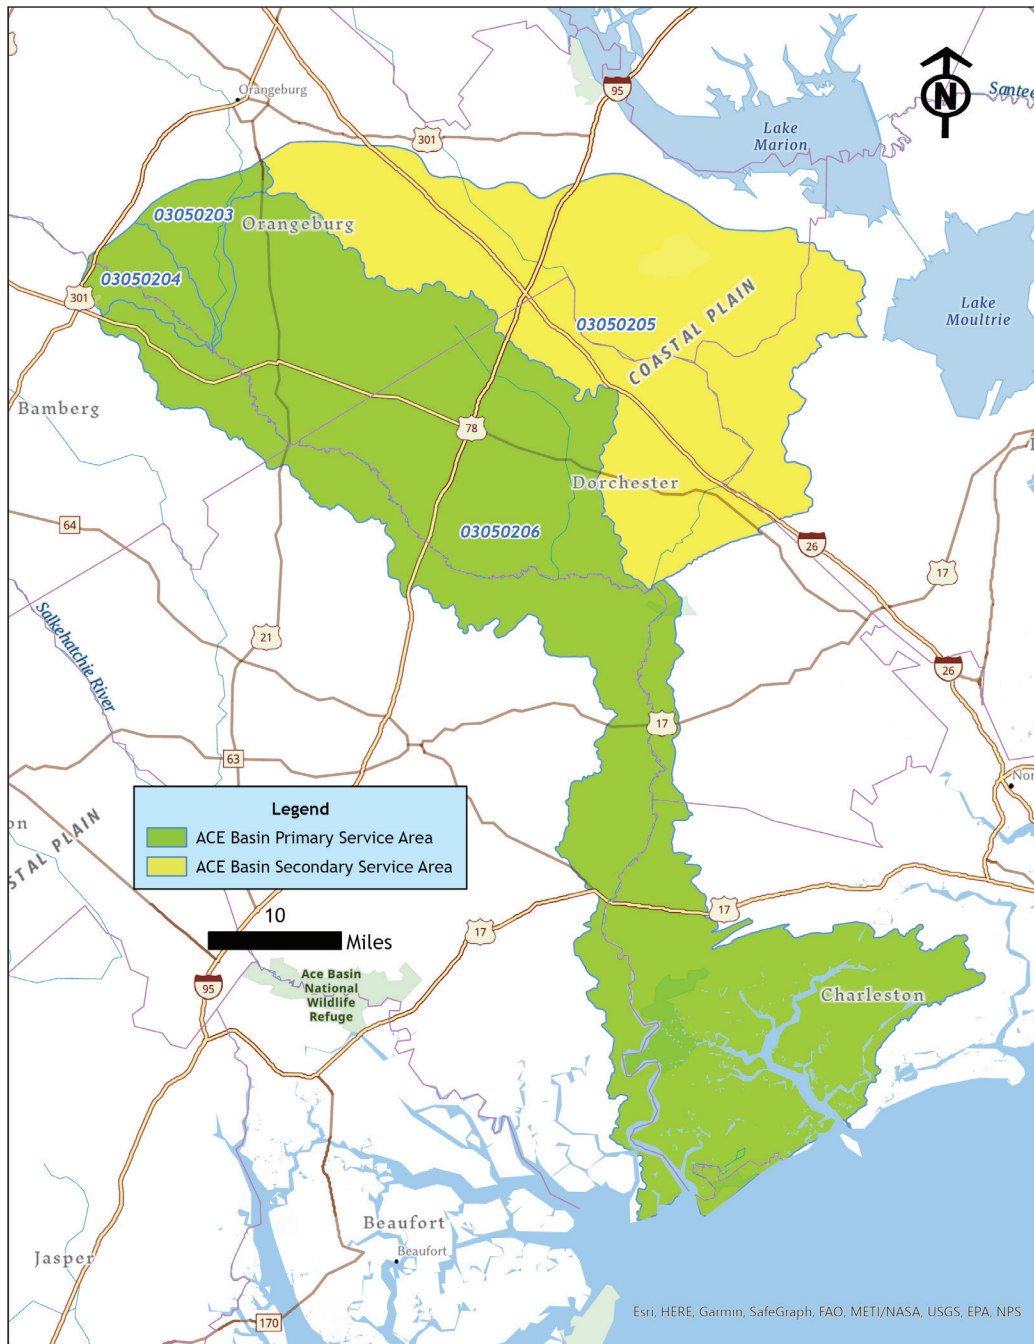 Orangeburg
95
301
Lake
Marion
N
Santee
03050203
Orangeburg
03050204
301
03050205
COASTAL PLAIN
Lake
Moultrie
Bamberg
78
Dorchester
64
03050206
26
17
Salkehatchie River
21
26
17
63
Legend
ACE Basin Primary Service Area
ACE Basin Secondary Service Area
10
Miles
17
17
95
Ace Basin
National
Wildlife
Refuge
Charleston
Beaufort
Beaufort
Jasper
170
Esri, HERE, Garmin, SafeGraph, FAO, METI/NASA, USGS, EPA, NPS